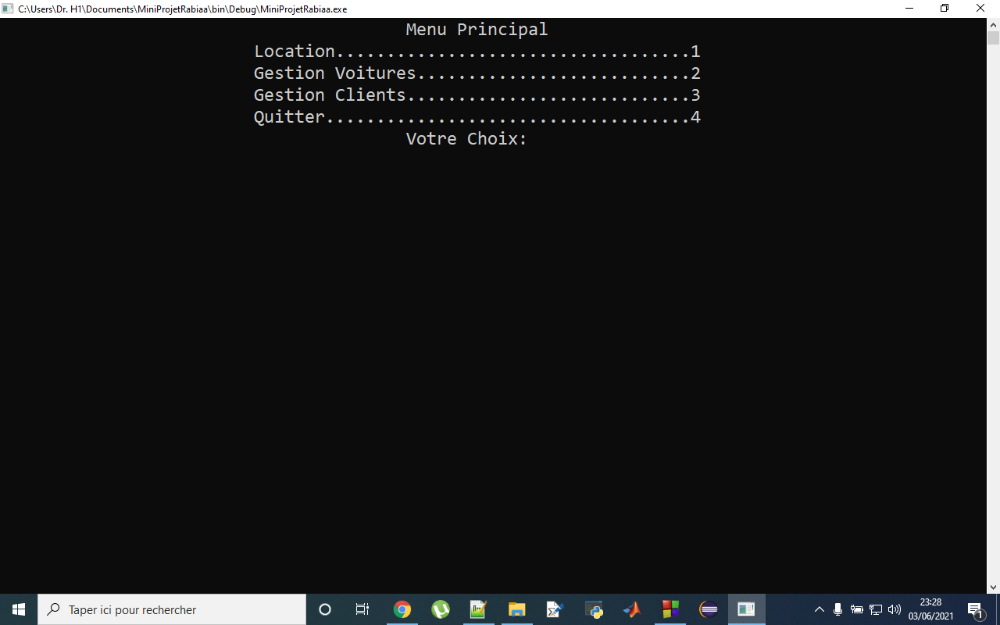 C:\Users\Dr. H1\Documents\MiniProjetRabiaa\bin\Debug\MiniProjetRabiaa.exe
Menu Principal
Location...................................1
Gestion Voitures...........................2
Gestion Clients............................3
Quitter....................................4
Votre Choix:
Taper ici pour rechercher
23:28
03/06/2021
1